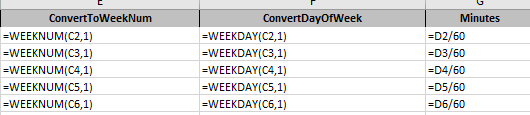 E F G
ConvertToWeekNum ConvertDayOfWeek Minutes
=WEEKNUM(C2,1) =WEEKDAY(C2,1) =D2/60
=WEEKNUM(C3,1) =WEEKDAY(C3,1) =D3/60
=WEEKNUM(C4,1) =WEEKDAY(C4,1) =D4/60
=WEEKNUM(C5,1) =WEEKDAY(C5,1) =D5/60
=WEEKNUM(C6,1) =WEEKDAY(C6,1) =D6/60